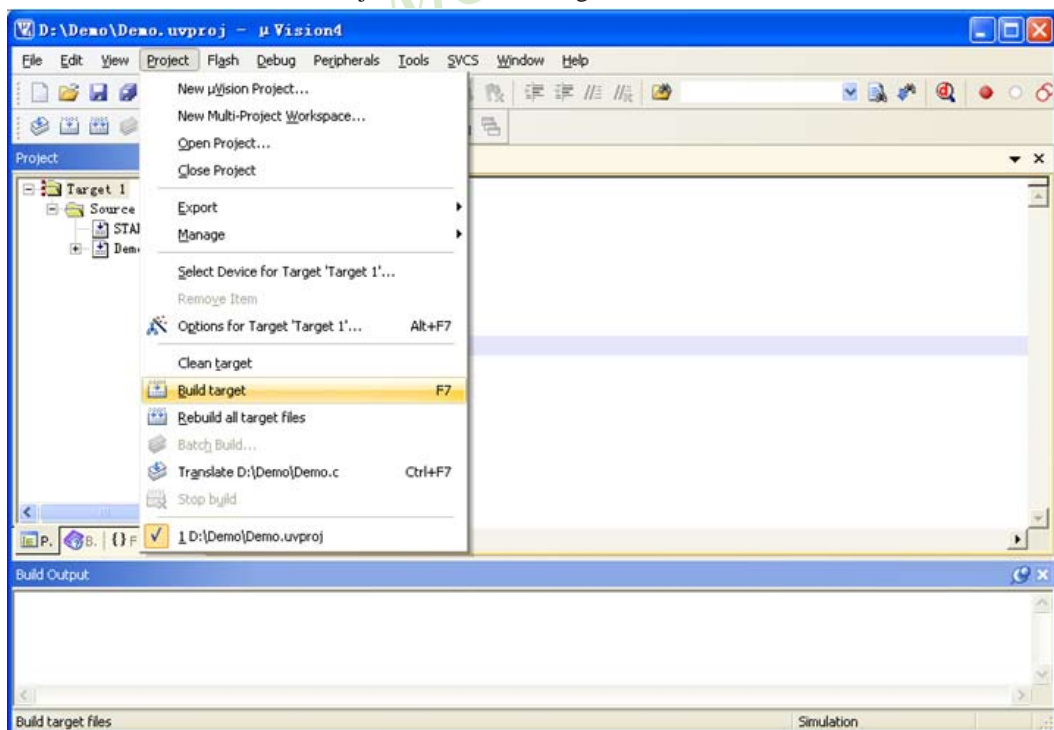 D:\Demo\Demo.uvproj - µVision4
File Edit View Project Flash Debug Peripherals Tools SVCS Window Help
New µVision Project...
New Multi-Project Workspace...
Open Project...
Close Project
Export
Manage
Select Device for Target 'Target 1'...
Remove Item
Options for Target 'Target 1'... Alt+F7
Clean target
Build target F7
Rebuild all target files
Batch Build...
Translate D:\Demo\Demo.c Ctrl+F7
Stop build
1 D:\Demo\Demo.uvproj
Project
Target 1
Source
STA
Dem
P. B. {} F
Build Output
Build target files Simulation